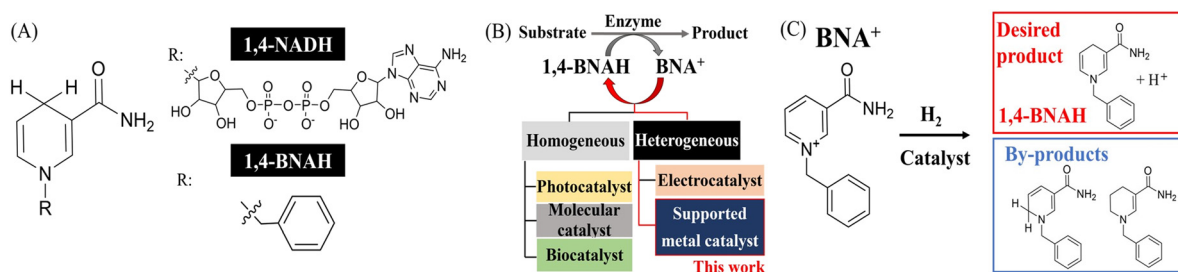 (A)
H H
O
NH2
N
R
R:
1,4-NADH
O
O
O
O
P
O
P
O
O-
O-
HO
OH
HO
OH
N
N
N
N
NH2
1,4-BNAH
R:
(B)
Enzyme
Substrate
Product
1,4-BNAH
BNA+
Homogeneous
Heterogeneous
Photocatalyst
Molecular
catalyst
Biocatalyst
Electrocatalyst
Supported
metal catalyst
This work
(C)
BNA+
O
NH2
N+
H2
Catalyst
Desired
product
1,4-BNAH
O
NH2
N
+ H+
By-products
O
NH2
H
H
N
O
NH2
N